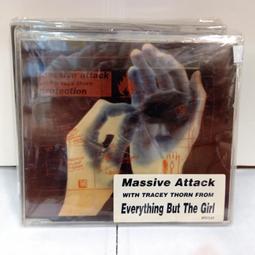 massive attack
protection
Massive Attack
WITH TRACEY THORN FROM
Everything But The Girl